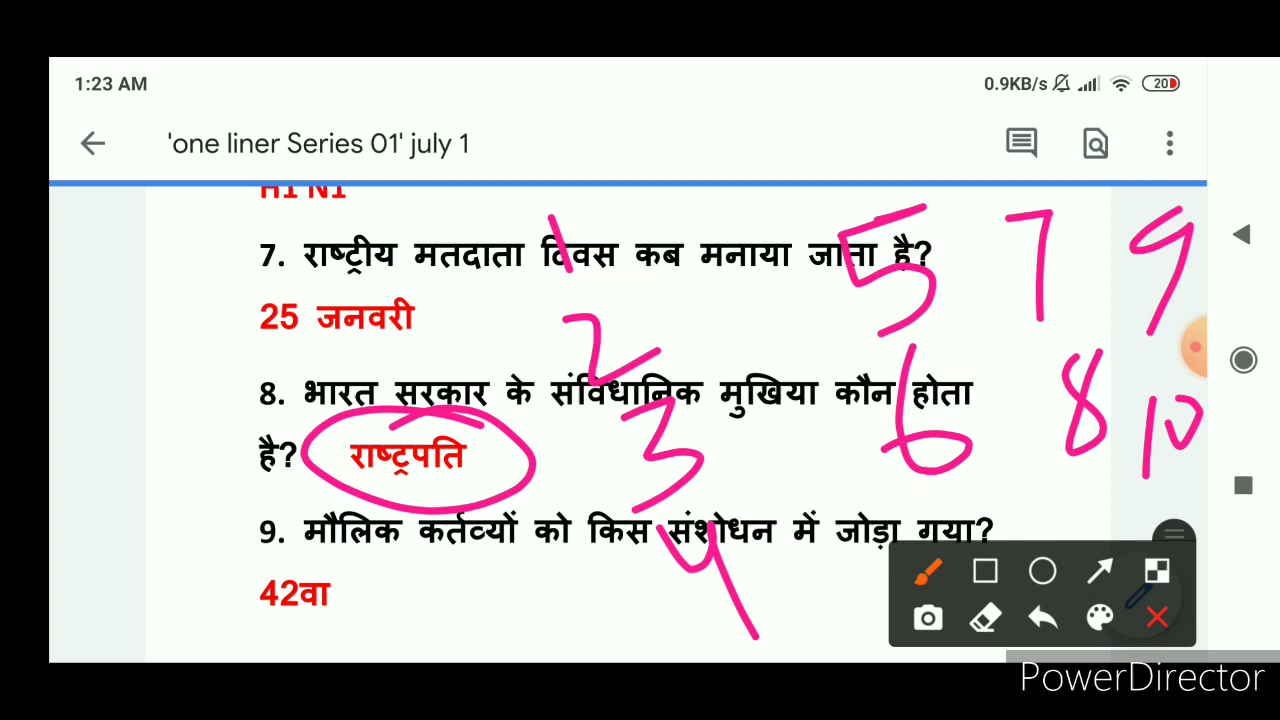 1:23 AM 0.9KB/s 20
'one liner Series 01' july 1
H1N1
7. राष्ट्रीय मतदाता दिवस कब मनाया जाता है?
25 जनवरी
8. भारत सरकार के संविधानिक मुखिया कौन होता
है? राष्ट्रपति
9. मौलिक कर्तव्यों को किस संशोधन में जोड़ा गया?
42वा
1
2
3
4
5
6
7
8
9
10
PowerDirector